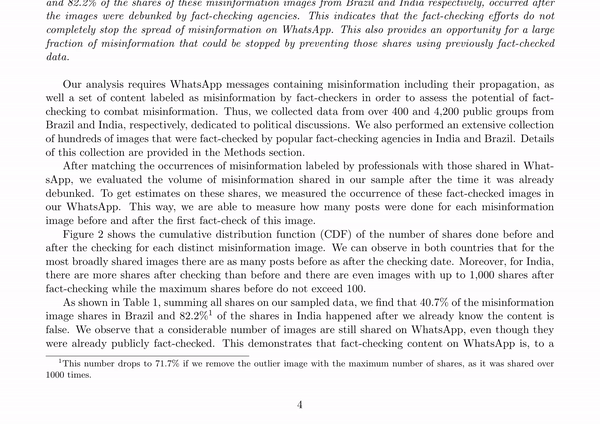 and 82.2% of the shares of these misinformation images from Brazil and India respectively, occurred after
the images were debunked by fact-checking agencies. This indicates that the fact-checking efforts do not
completely stop the spread of misinformation on WhatsApp. This also provides an opportunity for a large
fraction of misinformation that could be stopped by preventing those shares using previously fact-checked
data.
Our analysis requires WhatsApp messages containing misinformation including their propagation, as
well a set of content labeled as misinformation by fact-checkers in order to assess the potential of fact-
checking to combat misinformation. Thus, we collected data from over 400 and 4,200 public groups from
Brazil and India, respectively, dedicated to political discussions. We also performed an extensive collection
of hundreds of images that were fact-checked by popular fact-checking agencies in India and Brazil. Details
of this collection are provided in the Methods section.
After matching the occurrences of misinformation labeled by professionals with those shared in What-
sApp, we evaluated the volume of misinformation shared in our sample after the time it was already
debunked. To get estimates on these shares, we measured the occurrence of these fact-checked images in
our WhatsApp. This way, we are able to measure how many posts were done for each misinformation
image before and after the first fact-check of this image.
Figure 2 shows the cumulative distribution function (CDF) of the number of shares done before and
after the checking for each distinct misinformation image. We can observe in both countries that for the
most broadly shared images there are as many posts before as after the checking date. Moreover, for India,
there are more shares after checking than before and there are even images with up to 1,000 shares after
fact-checking while the maximum shares before do not exceed 100.
As shown in Table 1, summing all shares on our sampled data, we find that 40.7% of the misinformation
image shares in Brazil and 82.2%¹ of the shares in India happened after we already know the content is
false. We observe that a considerable number of images are still shared on WhatsApp, even though they
were already publicly fact-checked. This demonstrates that fact-checking content on WhatsApp is, to a
¹This number drops to 71.7% if we remove the outlier image with the maximum number of shares, as it was shared over
1000 times.
4